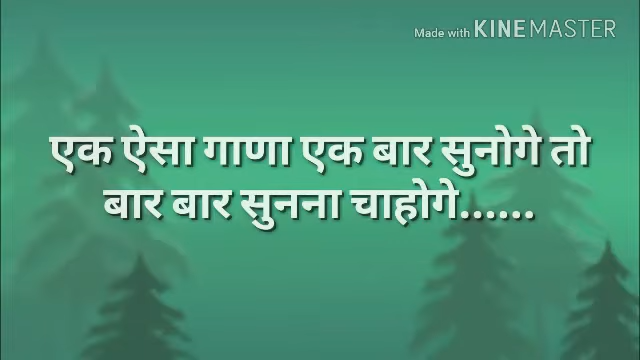 Made with KINEMASTER
एक ऐसा गाणा एक बार सुनोगे तो
बार बार सुनना चाहोगे......